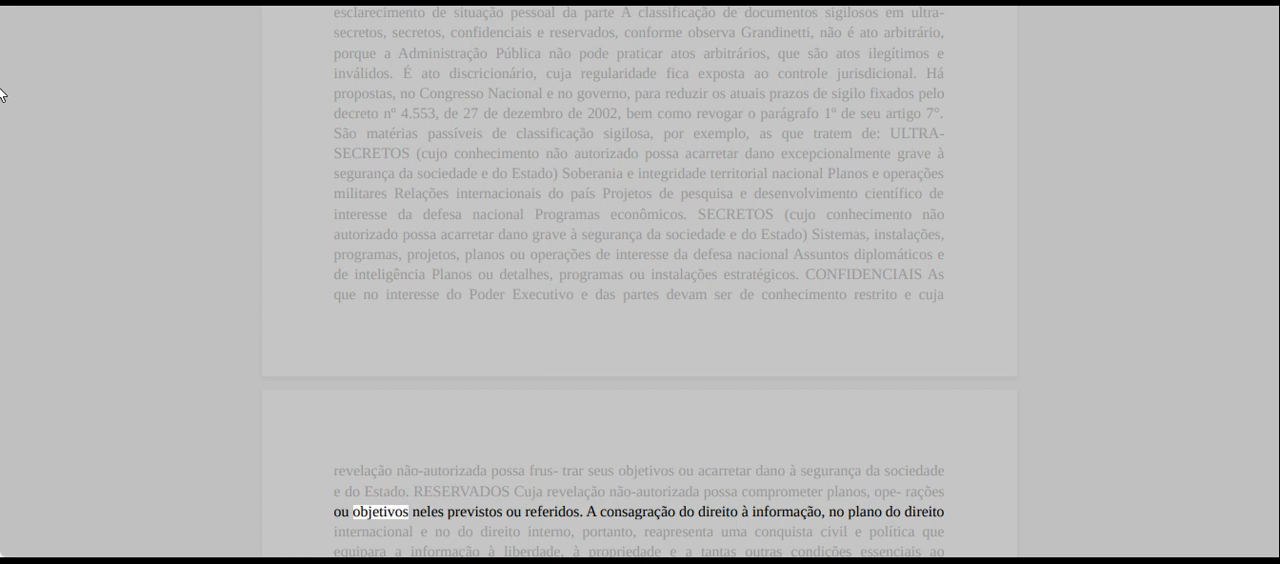 esclarecimento de situação pessoal da parte A classificação de documentos sigilosos em ultra-
secretos, secretos, confidenciais e reservados, conforme observa Grandinetti, não é ato arbitrário,
porque a Administração Pública não pode praticar atos arbitrários, que são atos ilegítimos e
inválidos. É ato discricionário, cuja regularidade fica exposta ao controle jurisdicional. Há
propostas, no Congresso Nacional e no governo, para reduzir os atuais prazos de sigilo fixados pelo
decreto nº 4.553, de 27 de dezembro de 2002, bem como revogar o parágrafo 1º de seu artigo 7°.
São matérias passíveis de classificação sigilosa, por exemplo, as que tratem de: ULTRA-
SECRETOS (cujo conhecimento não autorizado possa acarretar dano excepcionalmente grave à
segurança da sociedade e do Estado) Soberania e integridade territorial nacional Planos e operações
militares Relações internacionais do país Projetos de pesquisa e desenvolvimento científico de
interesse da defesa nacional Programas econômicos. SECRETOS (cujo conhecimento não
autorizado possa acarretar dano grave à segurança da sociedade e do Estado) Sistemas, instalações,
programas, projetos, planos ou operações de interesse da defesa nacional Assuntos diplomáticos e
de inteligência Planos ou detalhes, programas ou instalações estratégicos. CONFIDENCIAIS As
que no interesse do Poder Executivo e das partes devam ser de conhecimento restrito e cuja
revelação não-autorizada possa frus- trar seus objetivos ou acarretar dano à segurança da sociedade
e do Estado. RESERVADOS Cuja revelação não-autorizada possa comprometer planos, ope- rações
ou objetivos neles previstos ou referidos. A consagração do direito à informação, no plano do direito
internacional e no do direito interno, portanto, reapresenta uma conquista civil e política que
equipara a informação à liberdade, à propriedade e a tantas outras condições essenciais ao